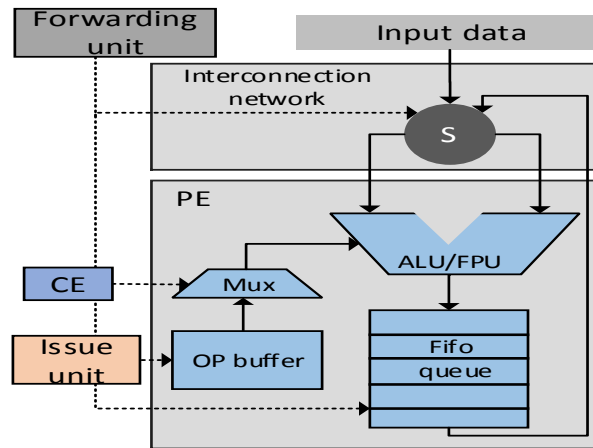 Forwarding
unit
Input data
Interconnection
network
S
PE
ALU/FPU
CE
Mux
Issue
unit
OP buffer
Fifo
queue